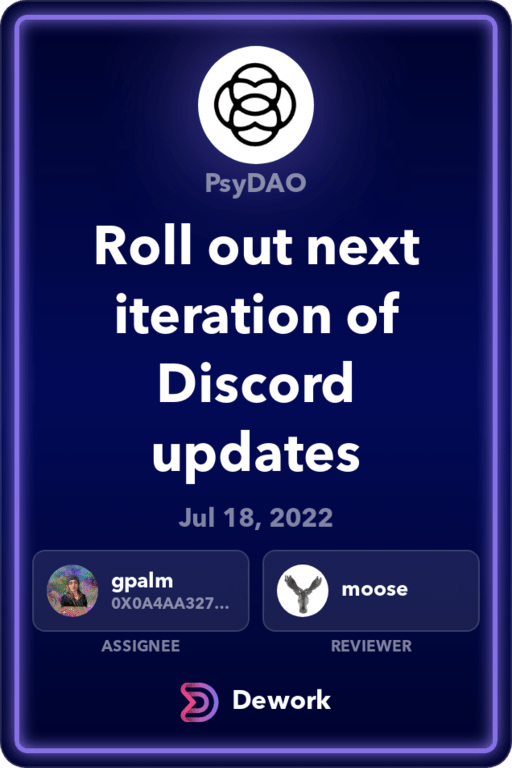 PsyDAO
Roll out next
iteration of
Discord
updates
Jul 18, 2022
gpalm
0X0A4AA327...
moose
ASSIGNEE
REVIEWER
Dework